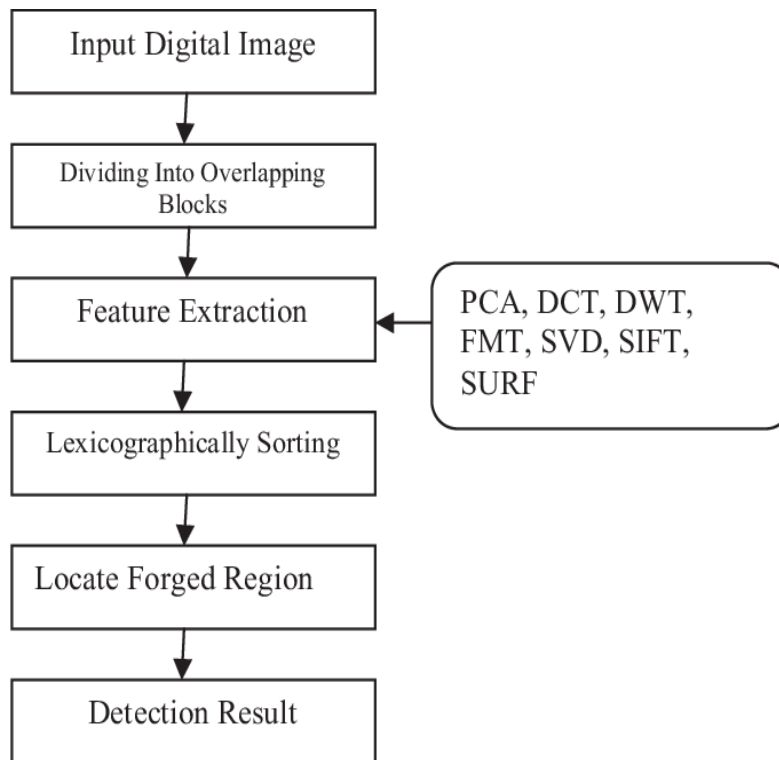 Input Digital Image
Dividing Into Overlapping
Blocks
Feature Extraction
PCA, DCT, DWT,
FMT, SVD, SIFT,
SURF
Lexicographically Sorting
Locate Forged Region
Detection Result